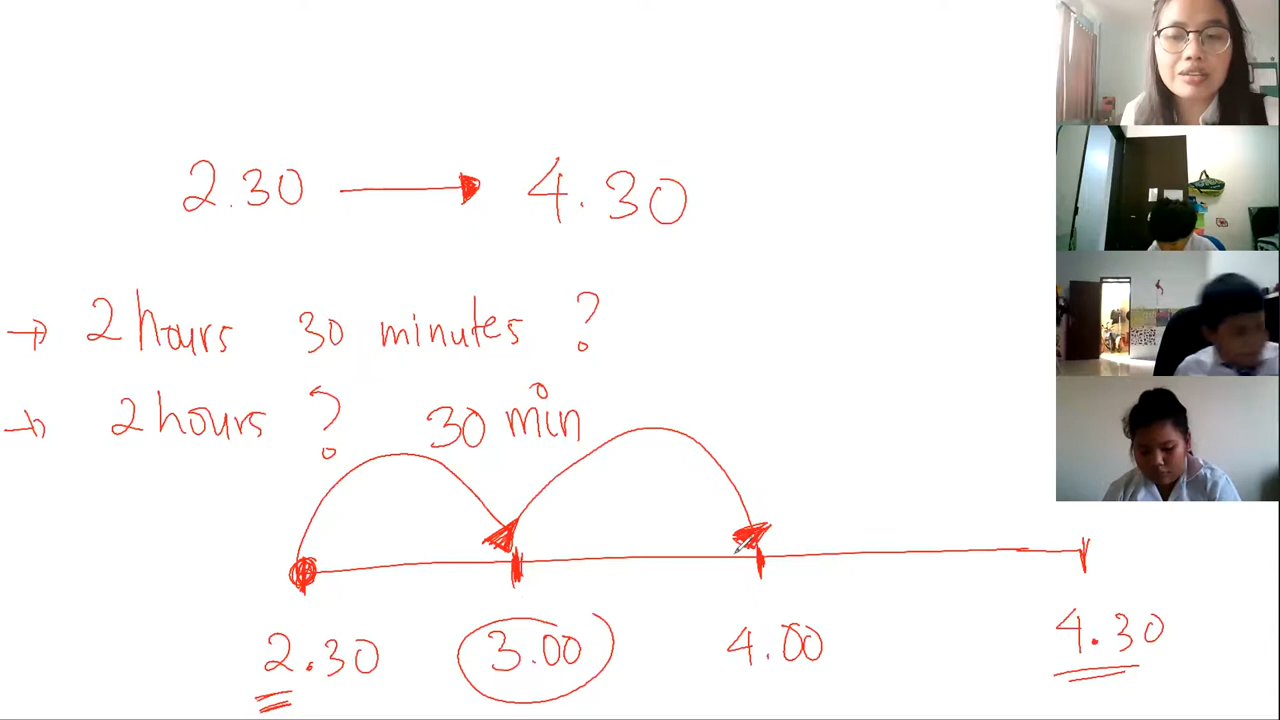 2.30 → 4.30
→ 2 hours 30 minutes ?
→ 2 hours ? 30 min
2.30 3.00 4.00 4.30